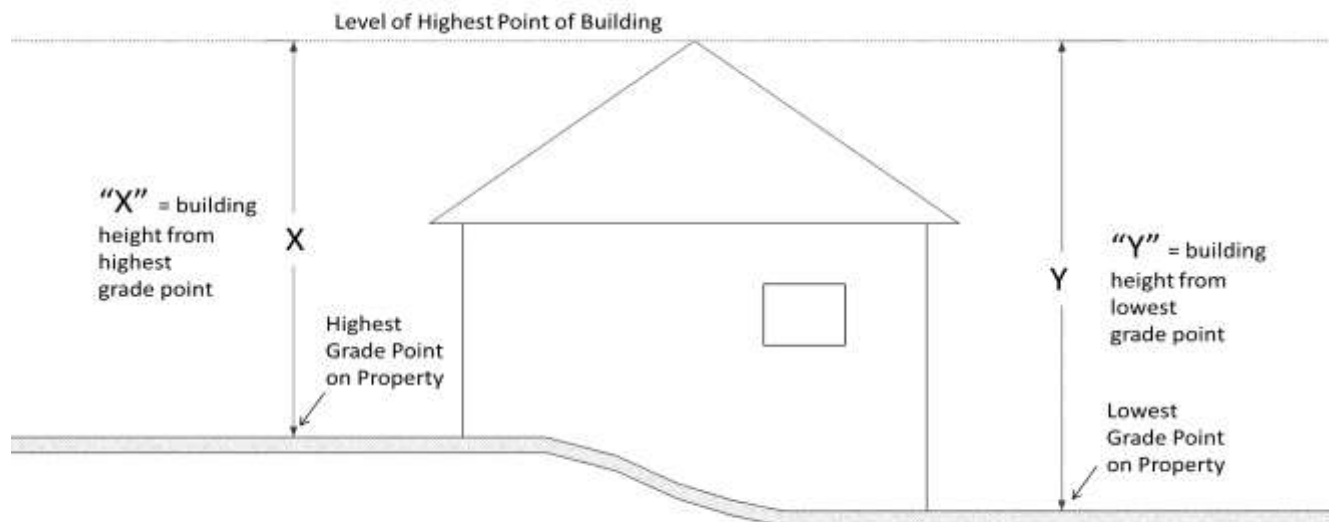 Level of Highest Point of Building
“X” = building
height from
highest
grade point
X
Highest
Grade Point
on Property
Y
“Y” = building
height from
lowest
grade point
Lowest
Grade Point
on Property